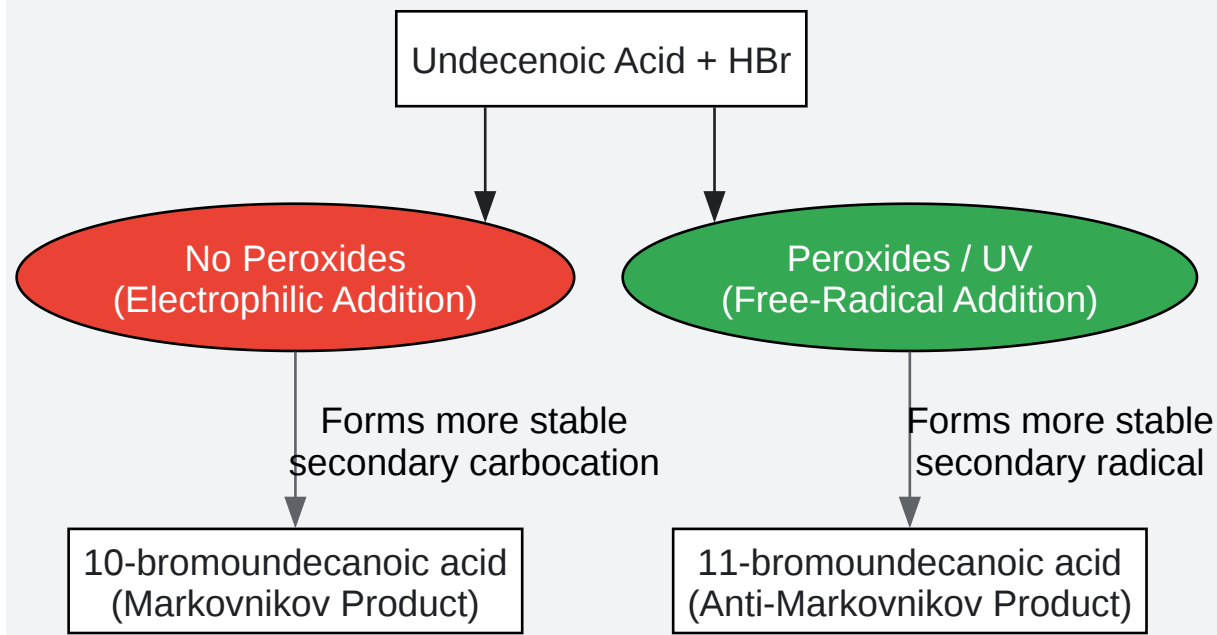 Undecenoic Acid + HBr
No Peroxides
(Electrophilic Addition)
Peroxides / UV
(Free-Radical Addition)
Forms more stable
secondary carbocation
Forms more stable
secondary radical
10-bromoundecanoic acid
(Markovnikov Product)
11-bromoundecanoic acid
(Anti-Markovnikov Product)